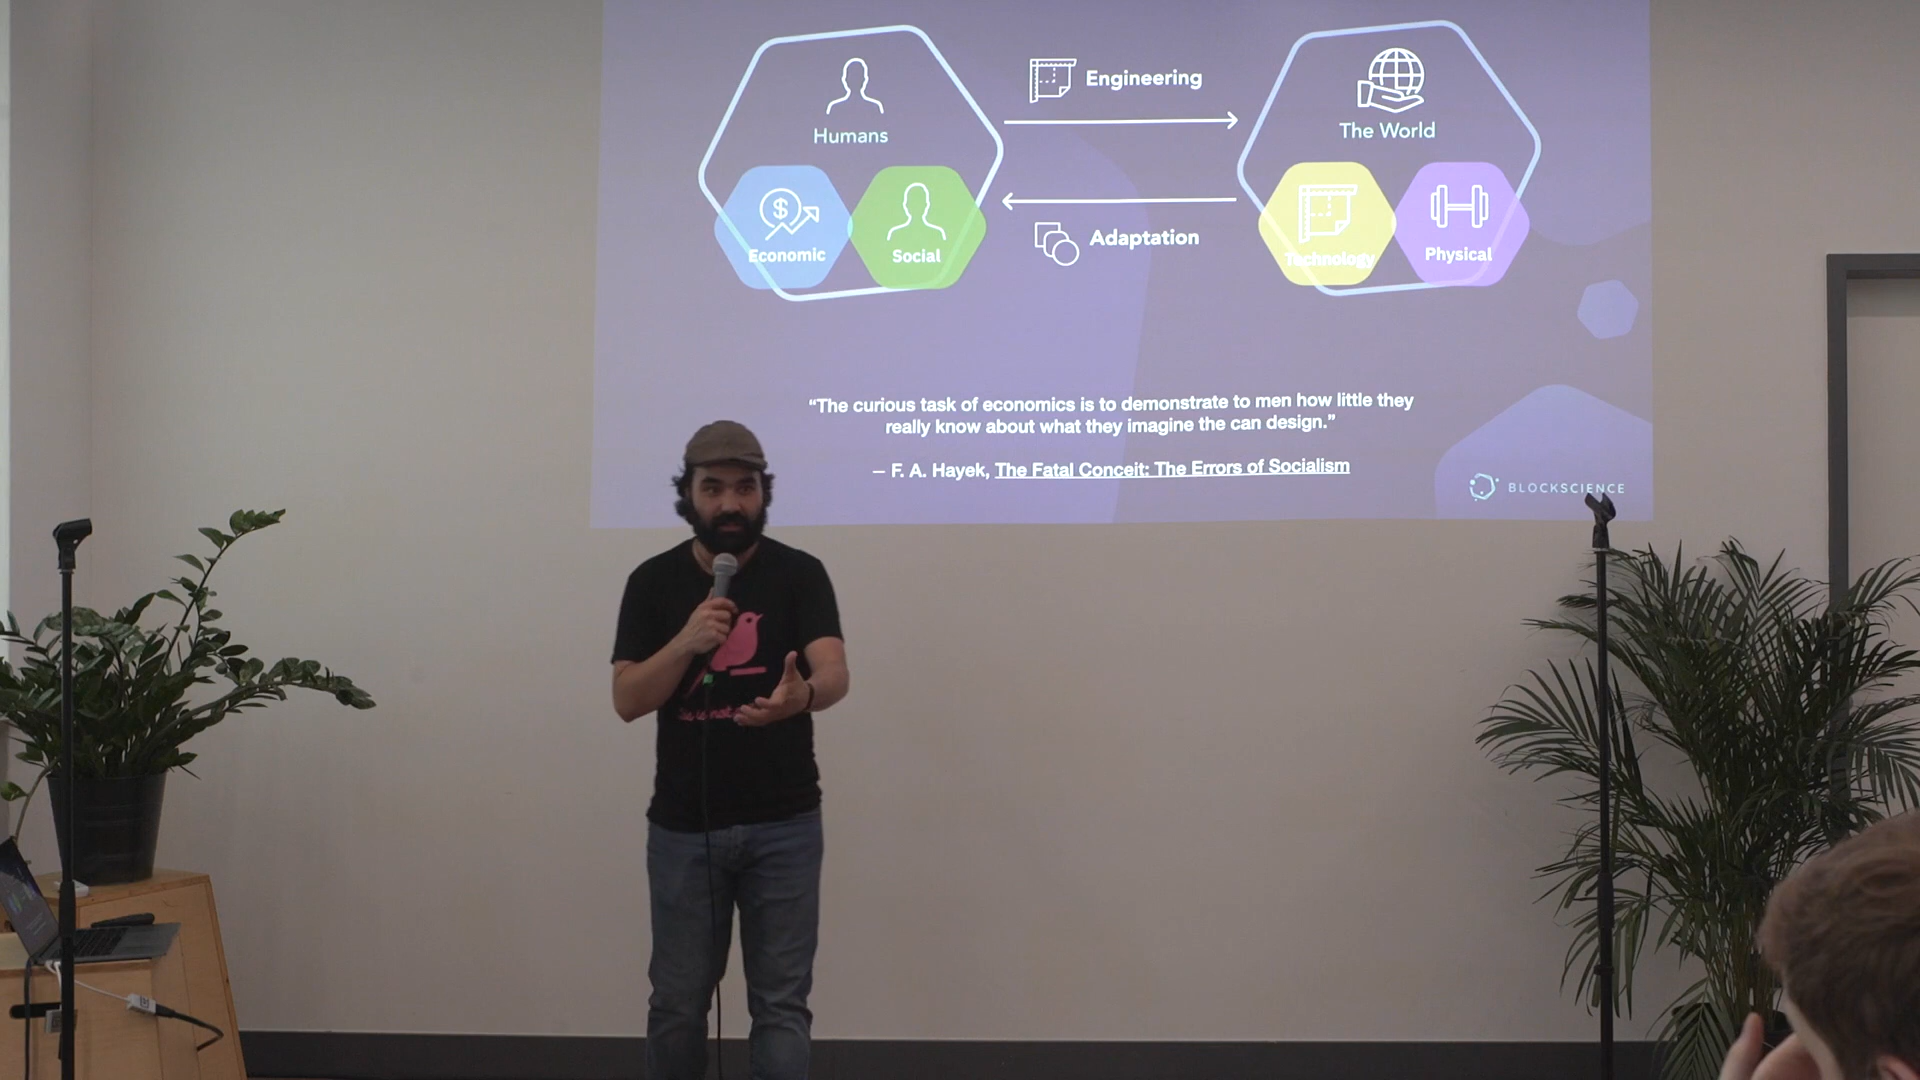 Humans
Engineering
The World
Economic
Social
Adaptation
Technology
Physical
“The curious task of economics is to demonstrate to men how little they
really know about what they imagine the can design.”
— F. A. Hayek, The Fatal Conceit: The Errors of Socialism
BLOCKSCIENCE
is not